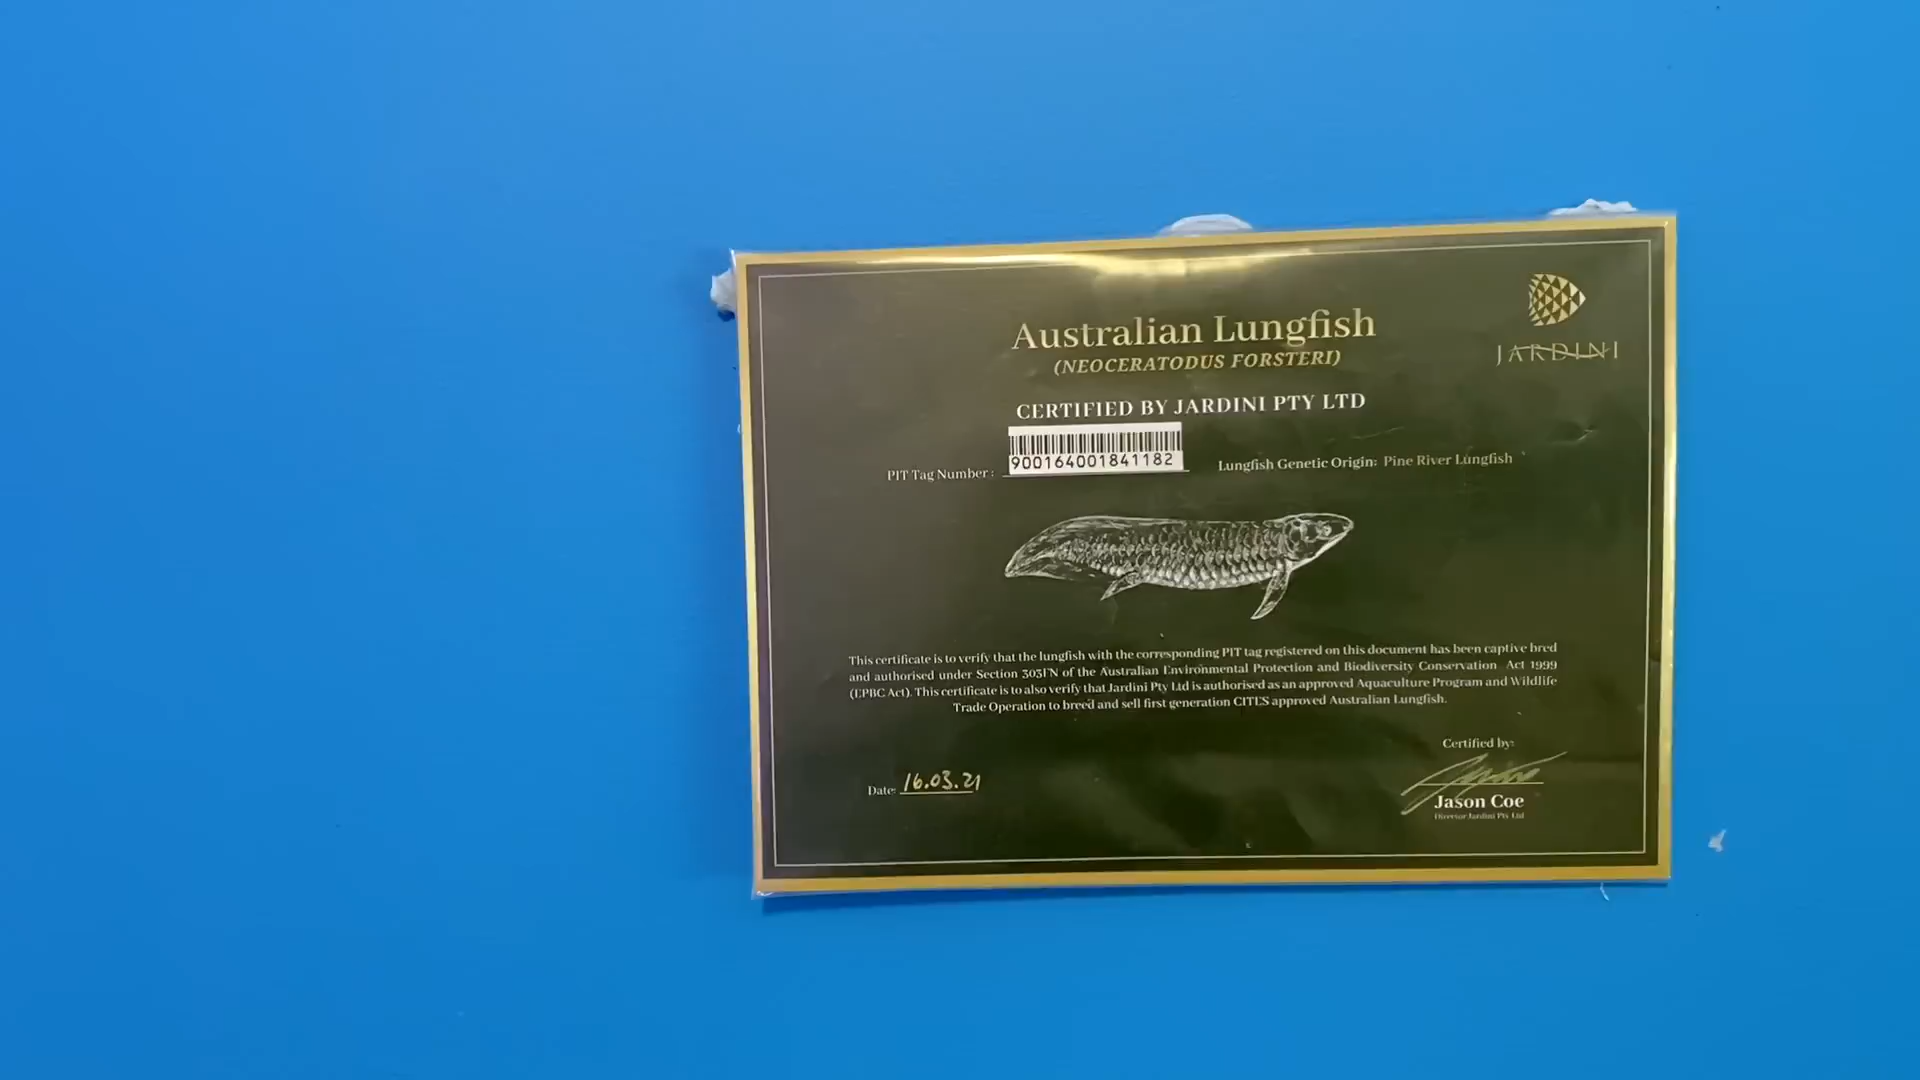 Australian Lungfish
(NEOCERATODUS FORSTERI)
JARDINI
CERTIFIED BY JARDINI PTY LTD
PIT Tag Number :
900164001841182
Lungfish Genetic Origin: Pine River Lungfish
This certificate is to verify that the lungfish with the corresponding PIT tag registered on this document has been captive bred
and authorised under Section 303FN of the Australian Environmental Protection and Biodiversity Conservation Act 1999
(EPBC Act). This certificate is to also verify that Jardini Pty Ltd is authorised as an approved Aquaculture Program and Wildlife
Trade Operation to breed and sell first generation CITES approved Australian Lungfish.
Certified by:
Date: 16.03.21
Jason Coe
Director Jardini Pty Ltd